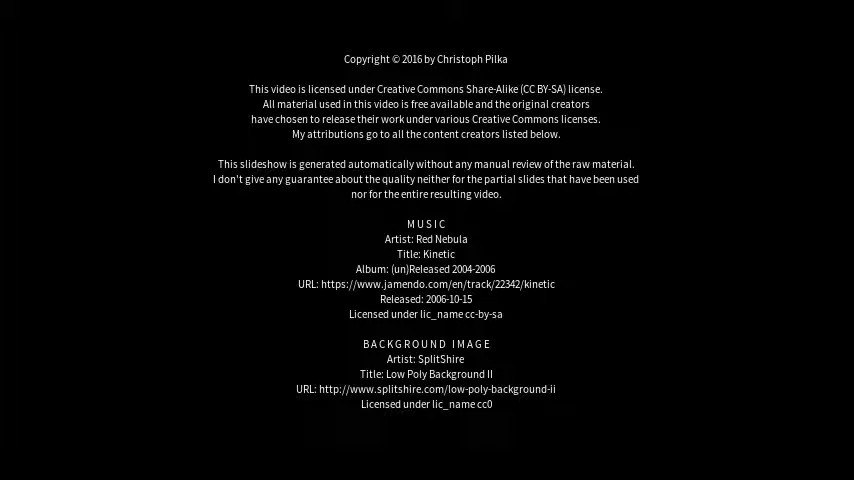 Copyright © 2016 by Christoph Pilka
This video is licensed under Creative Commons Share-Alike (CC BY-SA) license.
All material used in this video is free available and the original creators
have chosen to release their work under various Creative Commons licenses.
My attributions go to all the content creators listed below.
This slideshow is generated automatically without any manual review of the raw material.
I don't give any guarantee about the quality neither for the partial slides that have been used
nor for the entire resulting video.
MUSIC
Artist: Red Nebula
Title: Kinetic
Album: (un)Released 2004-2006
URL: https://www.jamendo.com/en/track/22342/kinetic
Released: 2006-10-15
Licensed under lic_name cc-by-sa
BACKGROUND IMAGE
Artist: SplitShire
Title: Low Poly Background II
URL: http://www.splitshire.com/low-poly-background-ii
Licensed under lic_name cc0